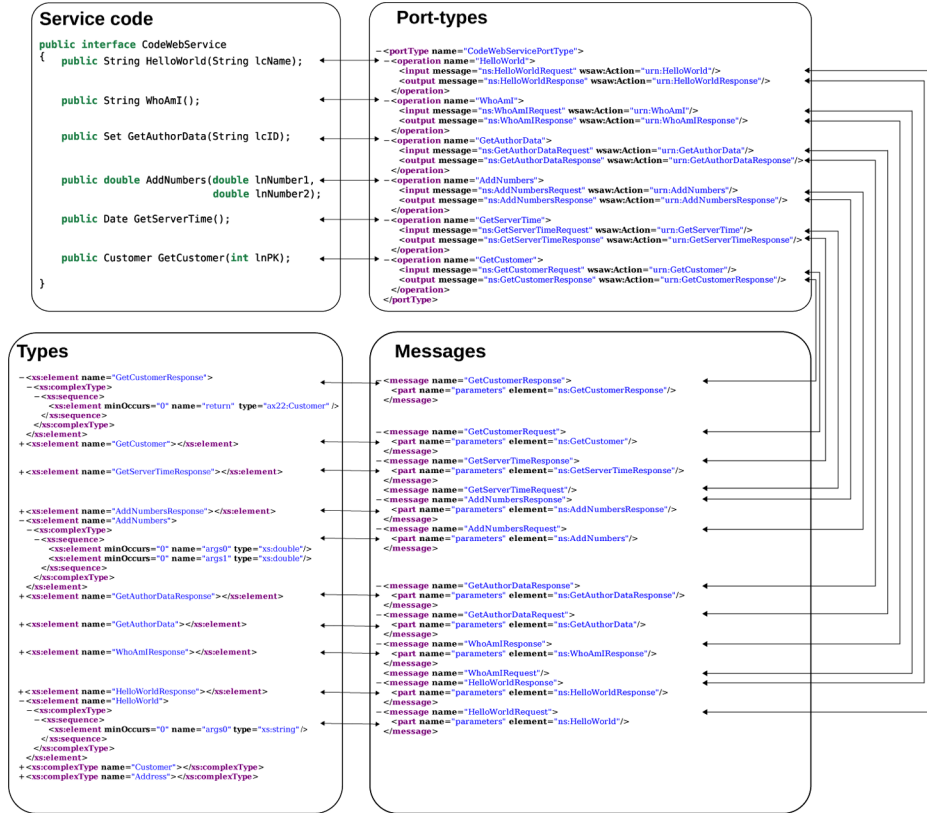 Service code
public interface CodeWebService
{
public String HelloWorld(String lcName);
public String WhoAmI();
public Set GetAuthorData(String lcID);
public double AddNumbers(double lnNumber1,
double lnNumber2);
public Date GetServerTime();
public Customer GetCustomer(int lnPK);
}
Port-types
−<portType name="CodeWebServicePortType">
−<operation name="HelloWorld">
<input message="ns:HelloWorldRequest" wsaw:Action="urn:HelloWorld"/>
<output message="ns:HelloWorldResponse" wsaw:Action="urn:HelloWorldResponse"/>
</operation>
−<operation name="WhoAmI">
<input message="ns:WhoAmIRequest" wsaw:Action="urn:WhoAmI"/>
<output message="ns:WhoAmIResponse" wsaw:Action="urn:WhoAmIResponse"/>
</operation>
−<operation name="GetAuthorData">
<input message="ns:GetAuthorDataRequest" wsaw:Action="urn:GetAuthorData"/>
<output message="ns:GetAuthorDataResponse" wsaw:Action="urn:GetAuthorDataResponse"/>
</operation>
−<operation name="AddNumbers">
<input message="ns:AddNumbersRequest" wsaw:Action="urn:AddNumbers"/>
<output message="ns:AddNumbersResponse" wsaw:Action="urn:AddNumbersResponse"/>
</operation>
−<operation name="GetServerTime">
<input message="ns:GetServerTimeRequest" wsaw:Action="urn:GetServerTime"/>
<output message="ns:GetServerTimeResponse" wsaw:Action="urn:GetServerTimeResponse"/>
</operation>
−<operation name="GetCustomer">
<input message="ns:GetCustomerRequest" wsaw:Action="urn:GetCustomer"/>
<output message="ns:GetCustomerResponse" wsaw:Action="urn:GetCustomerResponse"/>
</operation>
</portType>
Types
−<xs:element name="GetCustomerResponse">
−<xs:complexType>
−<xs:sequence>
<xs:element minOccurs="0" name="return" type="ax22:Customer" />
</xs:sequence>
</xs:complexType>
</xs:element>
+<xs:element name="GetCustomer"></xs:element>
+<xs:element name="GetServerTimeResponse"></xs:element>
+<xs:element name="AddNumbersResponse"></xs:element>
−<xs:element name="AddNumbers">
−<xs:complexType>
−<xs:sequence>
<xs:element minOccurs="0" name="args0" type="xs:double"/>
<xs:element minOccurs="0" name="args1" type="xs:double"/>
</xs:sequence>
</xs:complexType>
</xs:element>
+<xs:element name="GetAuthorDataResponse"></xs:element>
+<xs:element name="GetAuthorData"></xs:element>
+<xs:element name="WhoAmIResponse"></xs:element>
+<xs:element name="HelloWorldResponse"></xs:element>
−<xs:element name="HelloWorld">
−<xs:complexType>
−<xs:sequence>
<xs:element minOccurs="0" name="args0" type="xs:string"/>
</xs:sequence>
</xs:complexType>
</xs:element>
+<xs:complexType name="Customer"></xs:complexType>
+<xs:complexType name="Address"></xs:complexType>
Messages
−<message name="GetCustomerResponse">
<part name="parameters" element="ns:GetCustomerResponse"/>
</message>
−<message name="GetCustomerRequest">
<part name="parameters" element="ns:GetCustomer"/>
</message>
−<message name="GetServerTimeResponse">
<part name="parameters" element="ns:GetServerTimeResponse"/>
</message>
<message name="GetServerTimeRequest"/>
−<message name="AddNumbersResponse">
<part name="parameters" element="ns:AddNumbersResponse"/>
</message>
−<message name="AddNumbersRequest">
<part name="parameters" element="ns:AddNumbers"/>
</message>
−<message name="GetAuthorDataResponse">
<part name="parameters" element="ns:GetAuthorDataResponse"/>
</message>
−<message name="GetAuthorDataRequest">
<part name="parameters" element="ns:GetAuthorData"/>
</message>
−<message name="WhoAmIResponse">
<part name="parameters" element="ns:WhoAmIResponse"/>
</message>
<message name="WhoAmIRequest"/>
−<message name="HelloWorldResponse">
<part name="parameters" element="ns:HelloWorldResponse"/>
</message>
−<message name="HelloWorldRequest">
<part name="parameters" element="ns:HelloWorld"/>
</message>